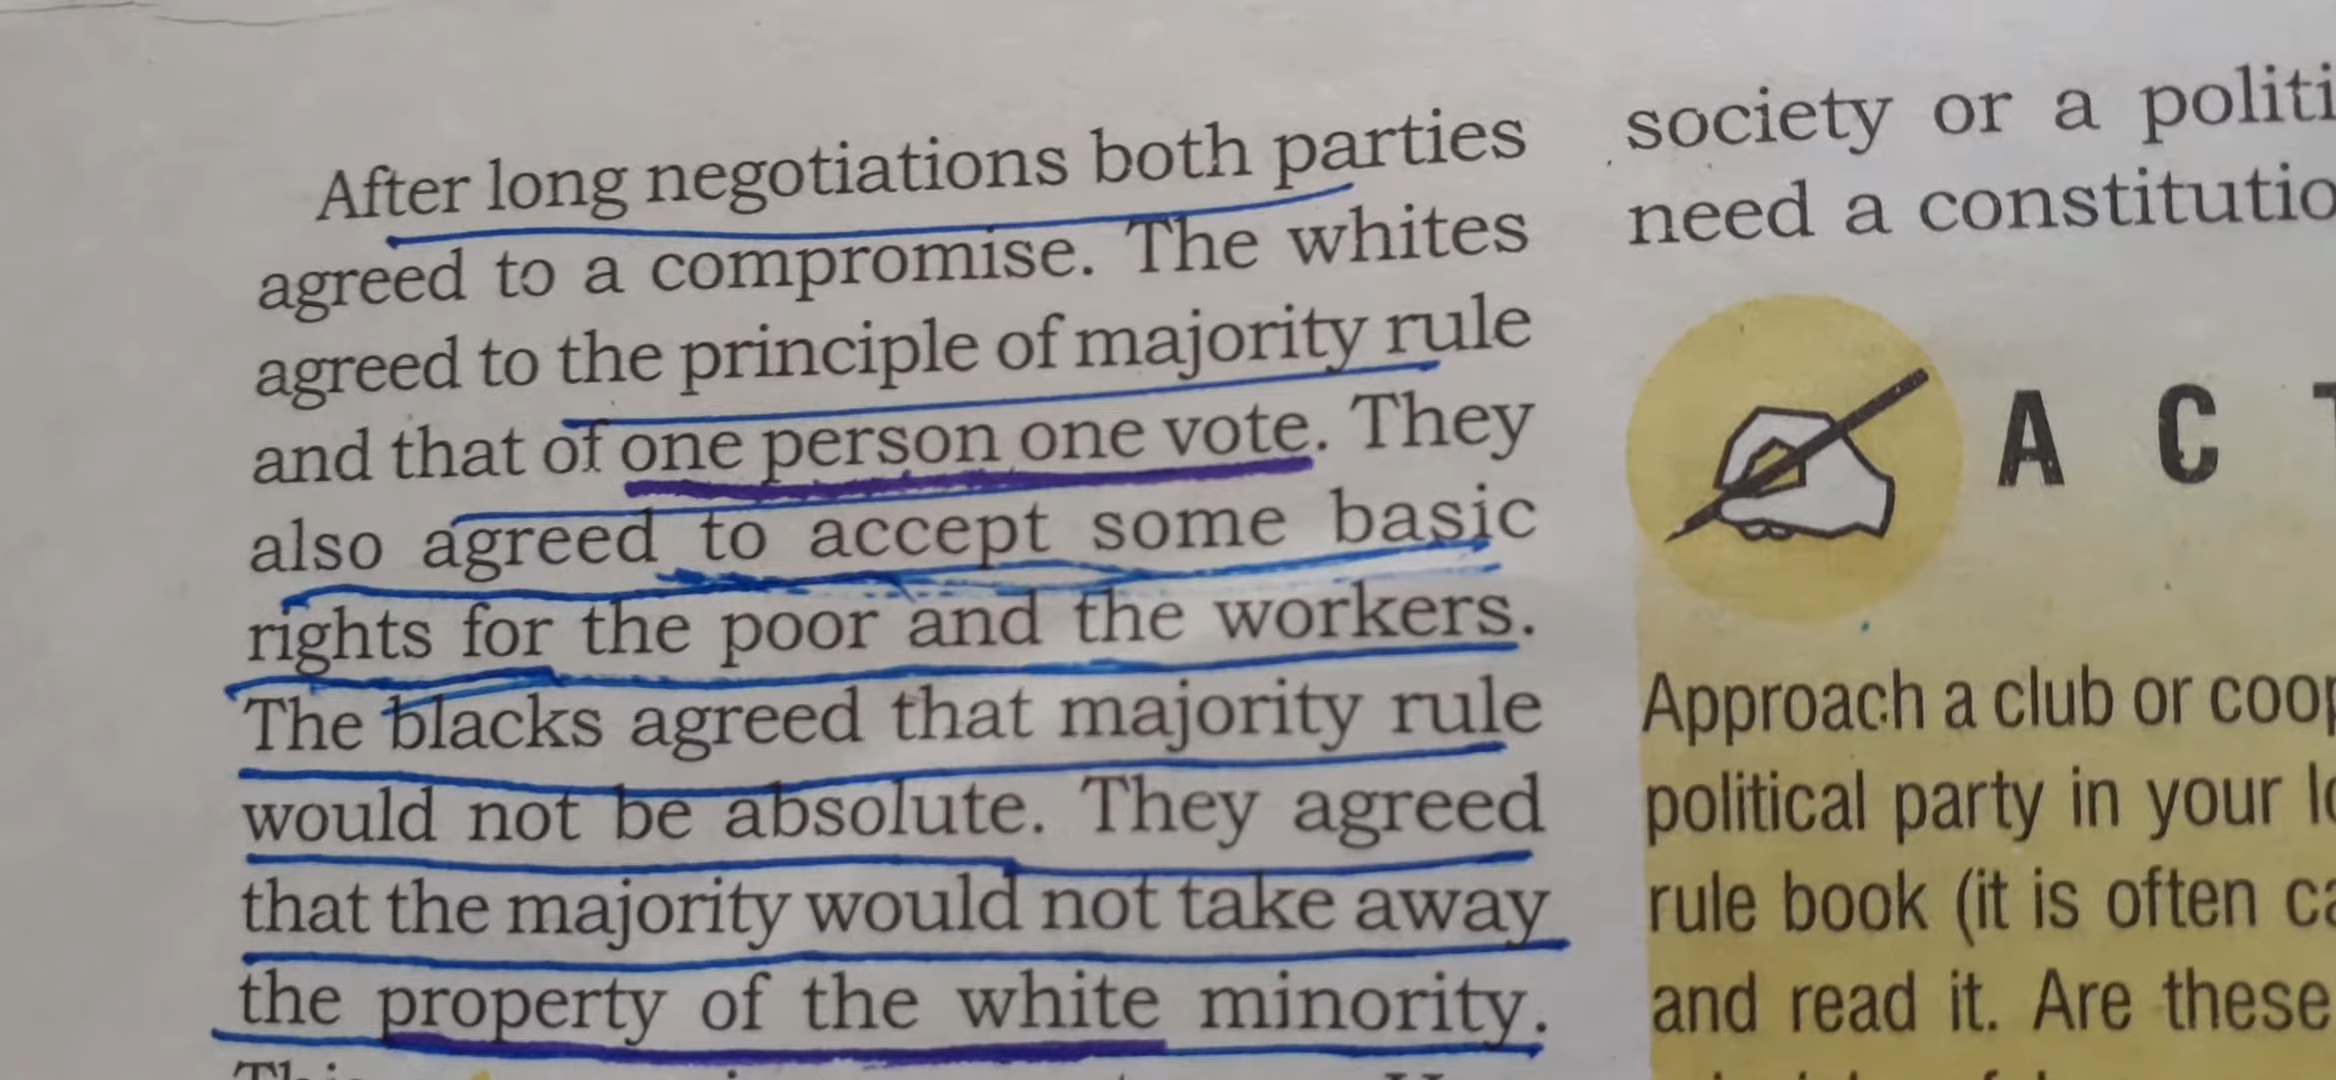 After long negotiations both parties
agreed to a compromise. The whites
agreed to the principle of majority rule
and that of one person one vote. They
also agreed to accept some basic
rights for the poor and the workers.
The blacks agreed that majority rule
would not be absolute. They agreed
that the majority would not take away
the property of the white minority.
society or a politi
need a constitutio
A C T
Approach a club or coop
political party in your lo
rule book (it is often ca
and read it. Are these